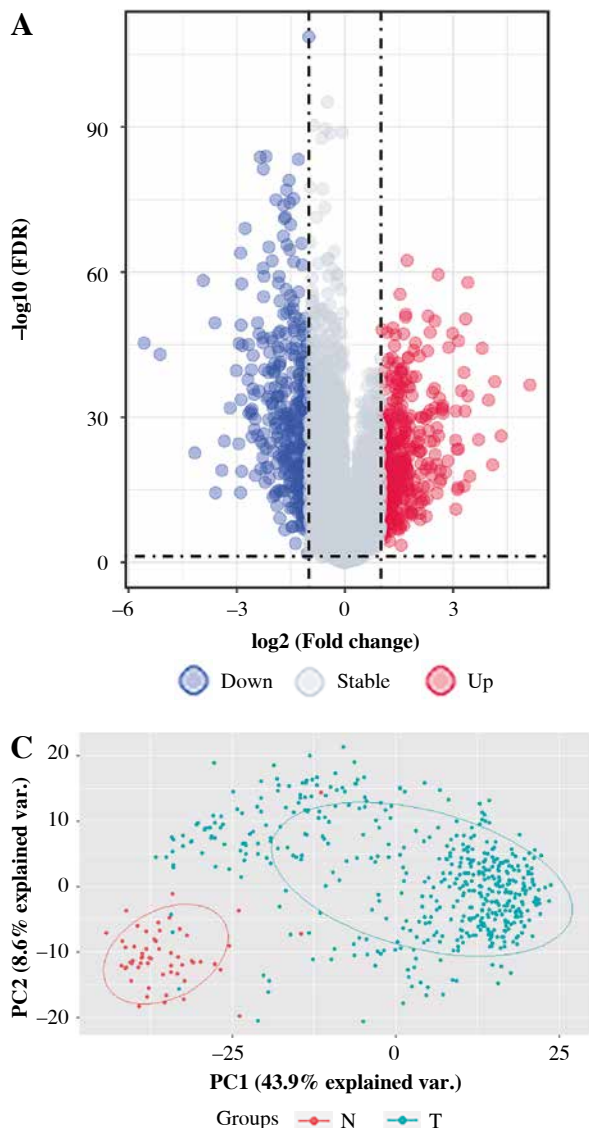 A
−log10 (FDR)
90
60
30
0
−6
−3
0
3
log2 (Fold change)
Down
Stable
Up
C
PC2 (8.6% explained var.)
20
10
0
−10
−20
−25
0
25
PC1 (43.9% explained var.)
Groups
N
T